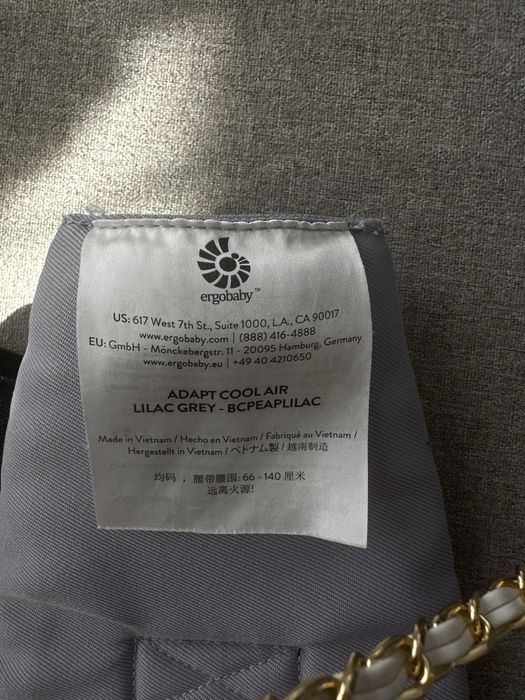 ergobaby™
US: 617 West 7th St., Suite 1000, L.A., CA 90017
www.ergobaby.com | (888) 416-4888
EU: GmbH - Mönckebergstr. 11 - 20095 Hamburg, Germany
www.ergobaby.eu | +49 40 4210650
ADAPT COOL AIR
LILAC GREY - BCPEAPLILAC
Made in Vietnam / Hecho en Vietnam / Fabriqué au Vietnam /
Hergestellt in Vietnam / ベトナム製 / 越南制造
均码 , 腰带腰围: 66 - 140 厘米
远离火源!